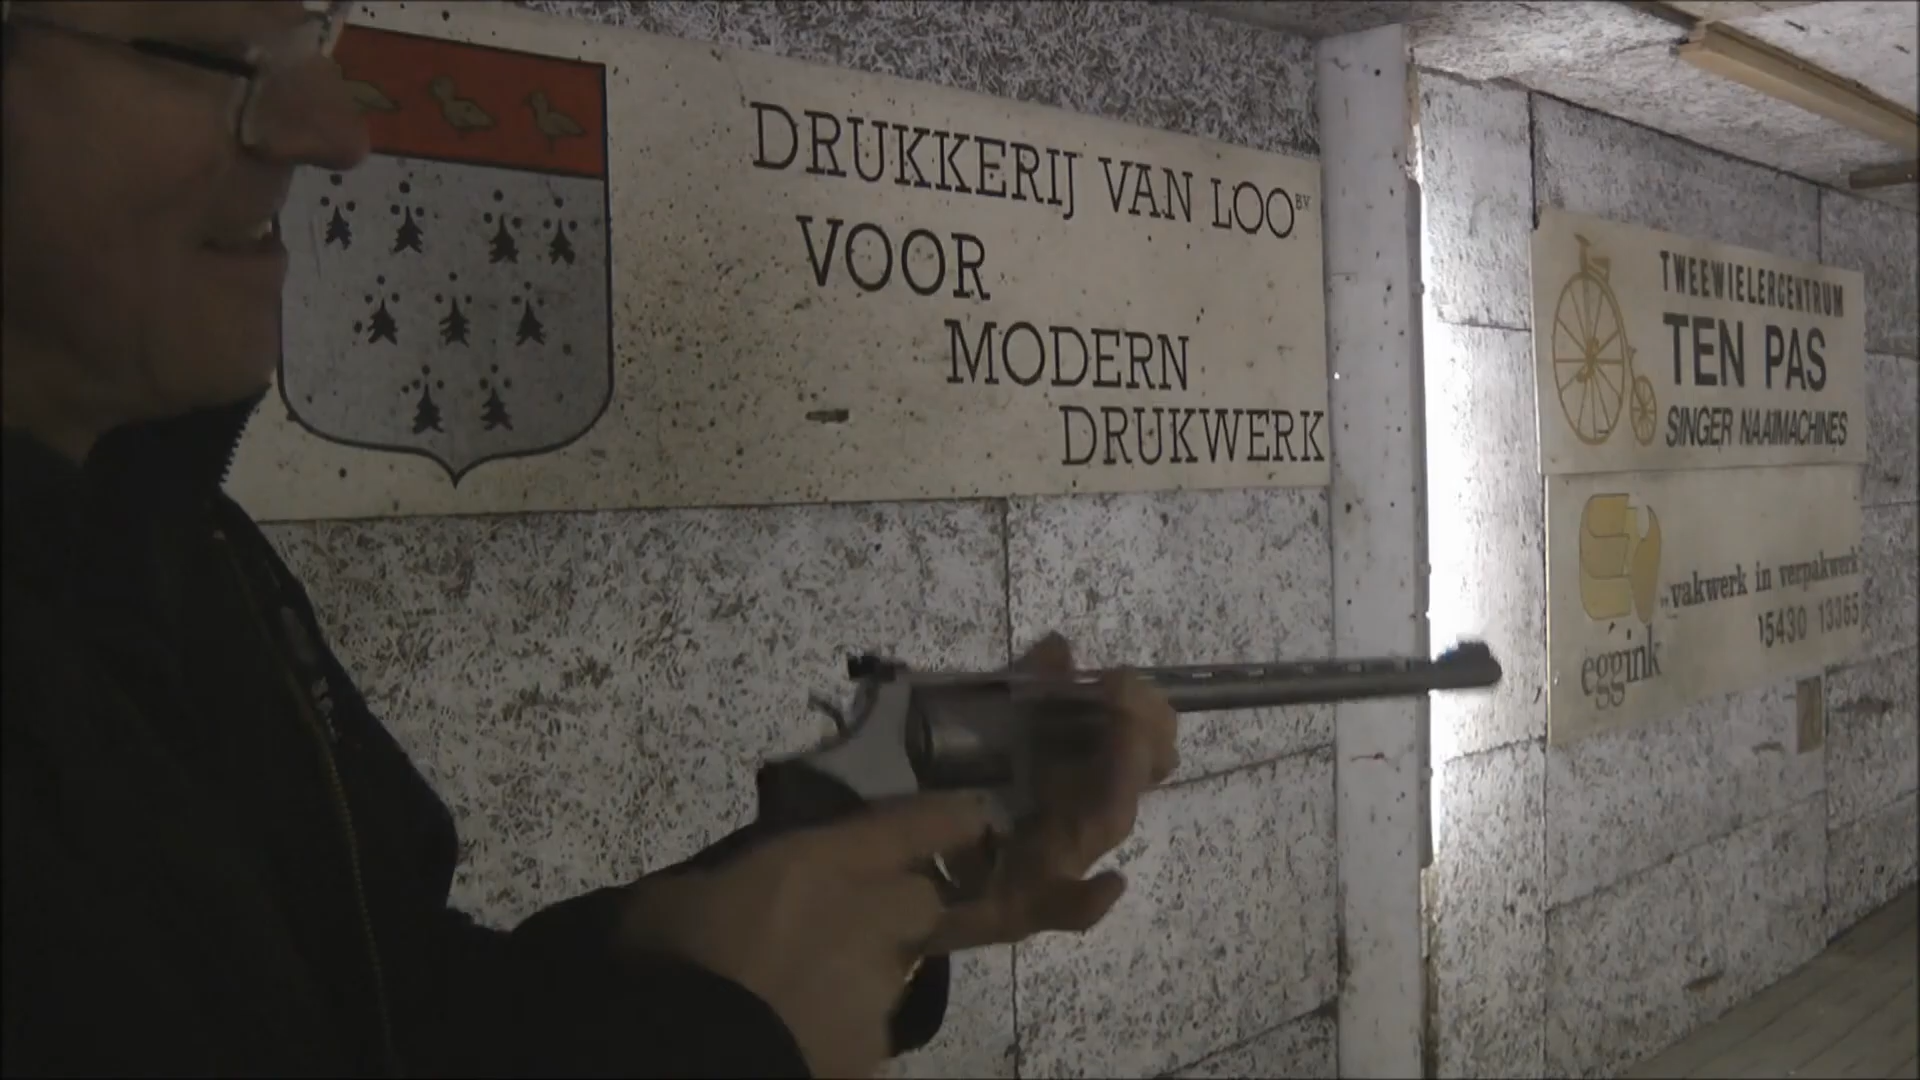 DRUKKERIJ VAN LOO BV
VOOR
MODERN
DRUKWERK
TWEEWIELERCENTRUM
TEN PAS
SINGER NAAIMACHINES
vakwerk in verpakwerk
05430 13365
eggink